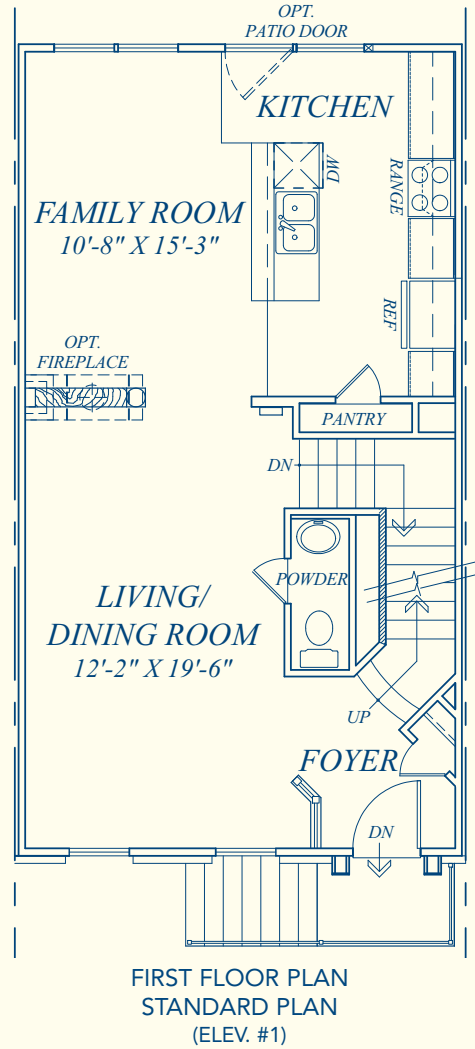 OPT.
PATIO DOOR
KITCHEN
DW
RANGE
FAMILY ROOM
10'-8" X 15'-3"
REF
OPT.
FIREPLACE
PANTRY
DN
POWDER
LIVING/
DINING ROOM
12'-2" X 19'-6"
UP
FOYER
DN
FIRST FLOOR PLAN
STANDARD PLAN
(ELEV. #1)